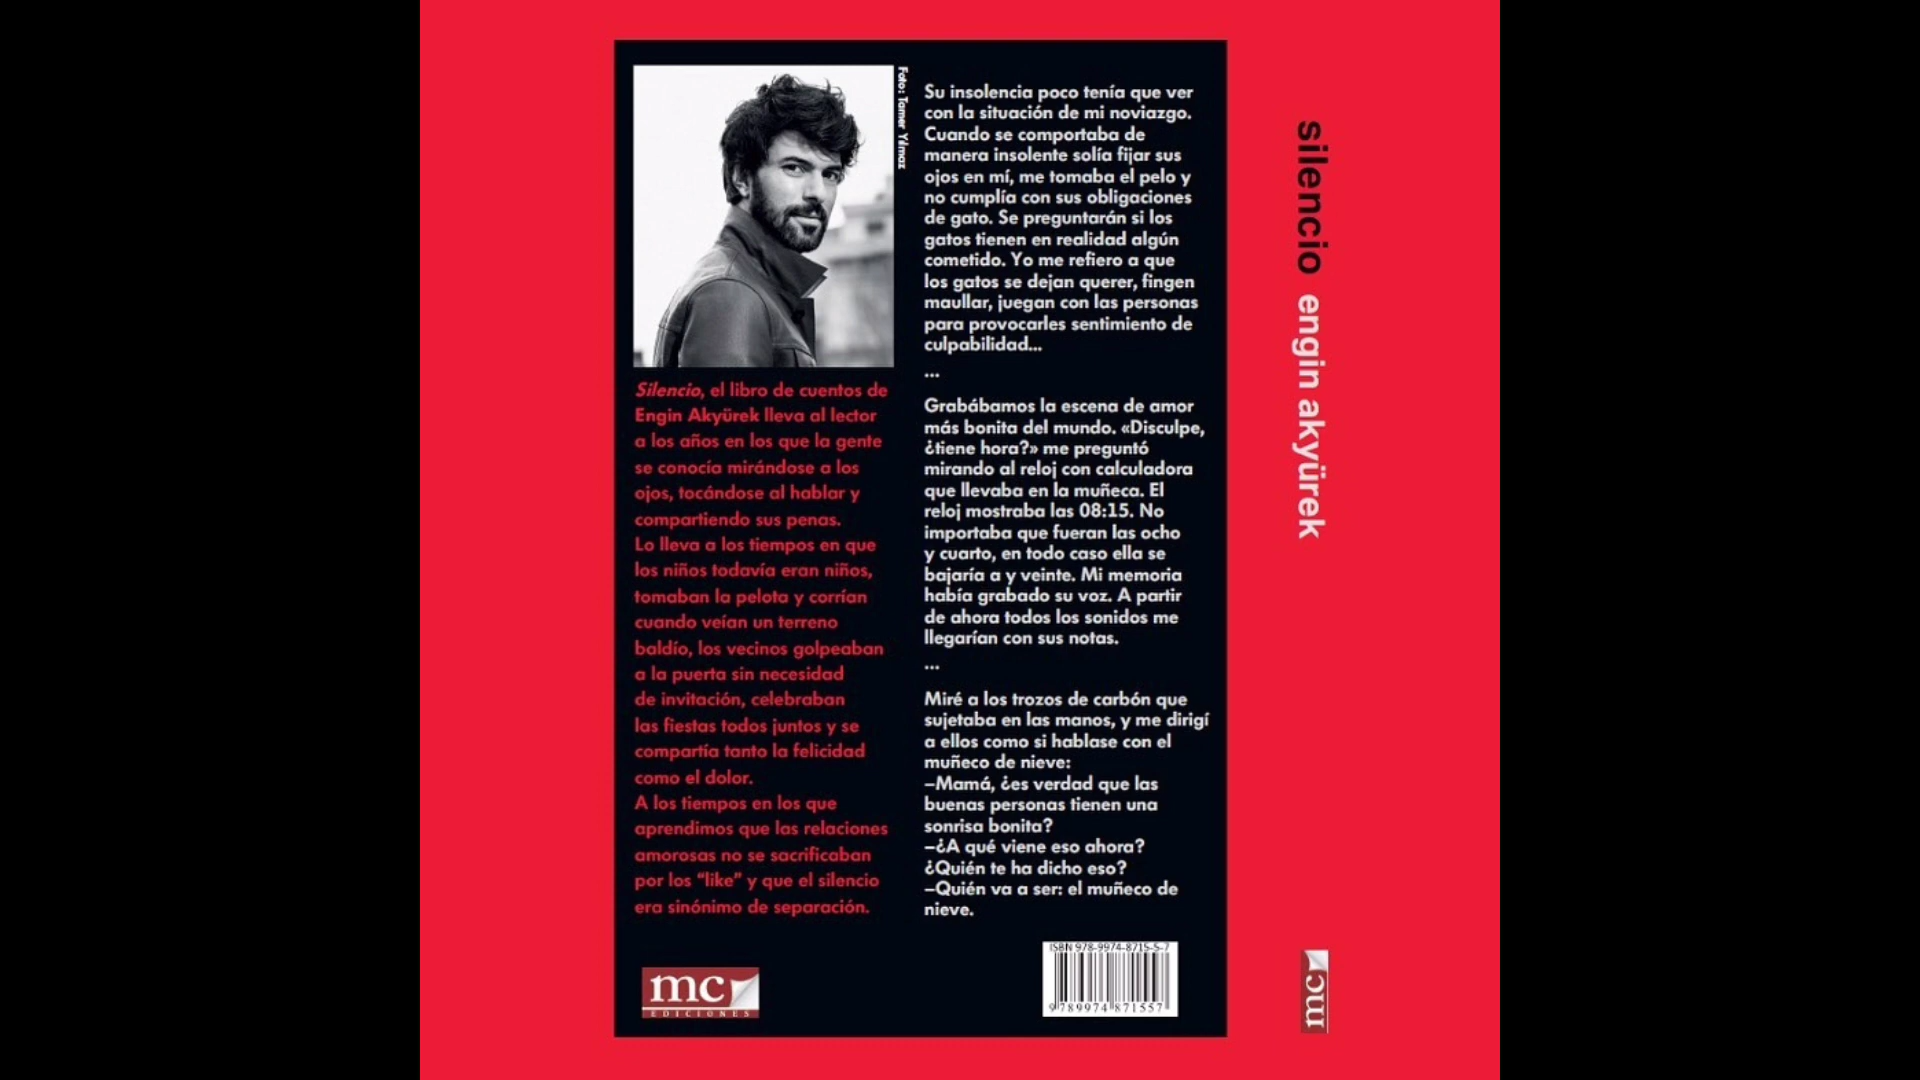 Foto: Tamer Yılmaz
Silencio, el libro de cuentos de
Engin Akyürek lleva al lector
a los años en los que la gente
se conocía mirándose a los
ojos, tocándose al hablar y
compartiendo sus penas.
Lo lleva a los tiempos en que
los niños todavía eran niños,
tomaban la pelota y corrían
cuando veían un terreno
baldío, los vecinos golpeaban
a la puerta sin necesidad
de invitación, celebraban
las fiestas todos juntos y se
compartía tanto la felicidad
como el dolor.
A los tiempos en los que
aprendimos que las relaciones
amorosas no se sacrificaban
por los “like” y que el silencio
era sinónimo de separación.
mc
EDICIONES
Su insolencia poco tenía que ver
con la situación de mi noviazgo.
Cuando se comportaba de
manera insolente solía fijar sus
ojos en mí, me tomaba el pelo y
no cumplía con sus obligaciones
de gato. Se preguntarán si los
gatos tienen en realidad algún
cometido. Yo me refiero a que
los gatos se dejan querer, fingen
maullar, juegan con las personas
para provocarles sentimiento de
culpabilidad...
...
Grabábamos la escena de amor
más bonita del mundo. «Disculpe,
¿tiene hora?» me preguntó
mirando al reloj con calculadora
que llevaba en la muñeca. El
reloj mostraba las 08:15. No
importaba que fueran las ocho
y cuarto, en todo caso ella se
bajaría a y veinte. Mi memoria
había grabado su voz. A partir
de ahora todos los sonidos me
llegarían con sus notas.
...
Miré a los trozos de carbón que
sujetaba en las manos, y me dirigí
a ellos como si hablase con el
muñeco de nieve:
–Mamá, ¿es verdad que las
buenas personas tienen una
sonrisa bonita?
–¿A qué viene eso ahora?
¿Quién te ha dicho eso?
–Quién va a ser: el muñeco de
nieve.
ISBN 978-9974-8715-5-7
9 789974 871557
silencio engin akyürek
mc